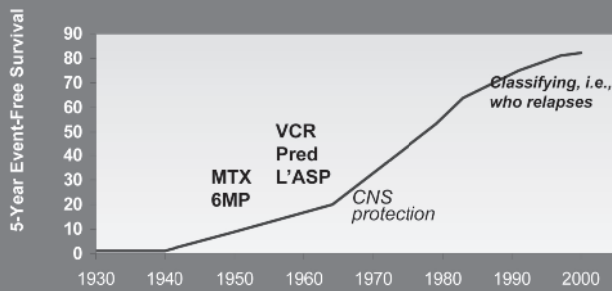 5-Year Event-Free Survival
90
80
70
60
50
40
30
20
10
0
Classifying, i.e.,
who relapses
VCR
Pred
L'ASP
MTX
6MP
CNS
protection
1930 1940 1950 1960 1970 1980 1990 2000